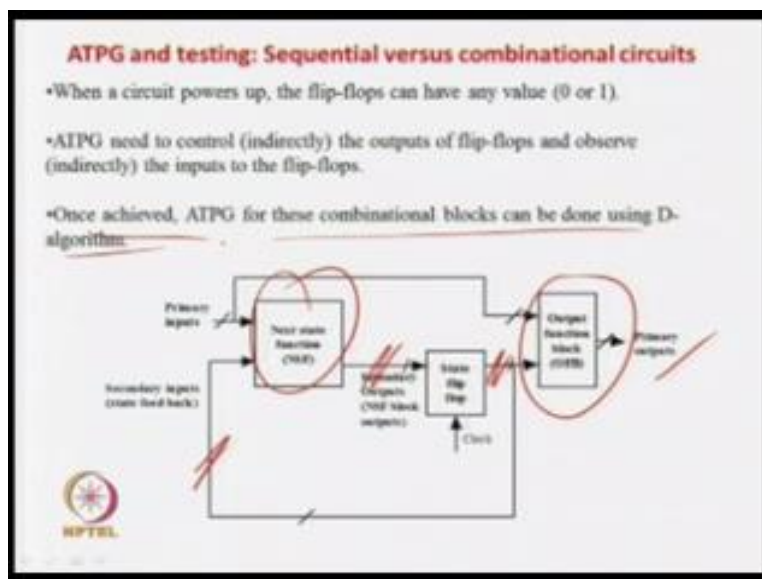 ATPG and testing: Sequential versus combinational circuits
•When a circuit powers up, the flip-flops can have any value (0 or 1).
•ATPG need to control (indirectly) the outputs of flip-flops and observe
(indirectly) the inputs to the flip-flops.
•Once achieved, ATPG for these combinational blocks can be done using D-
algorithm.
Primary
inputs
Next state
function
(NSF)
Output
function
block
(OFB)
Primary
outputs
Secondary inputs
(state feed back)
Secondary
Outputs
(NSF block
outputs)
State
flip
flop
Clock
NPTEL